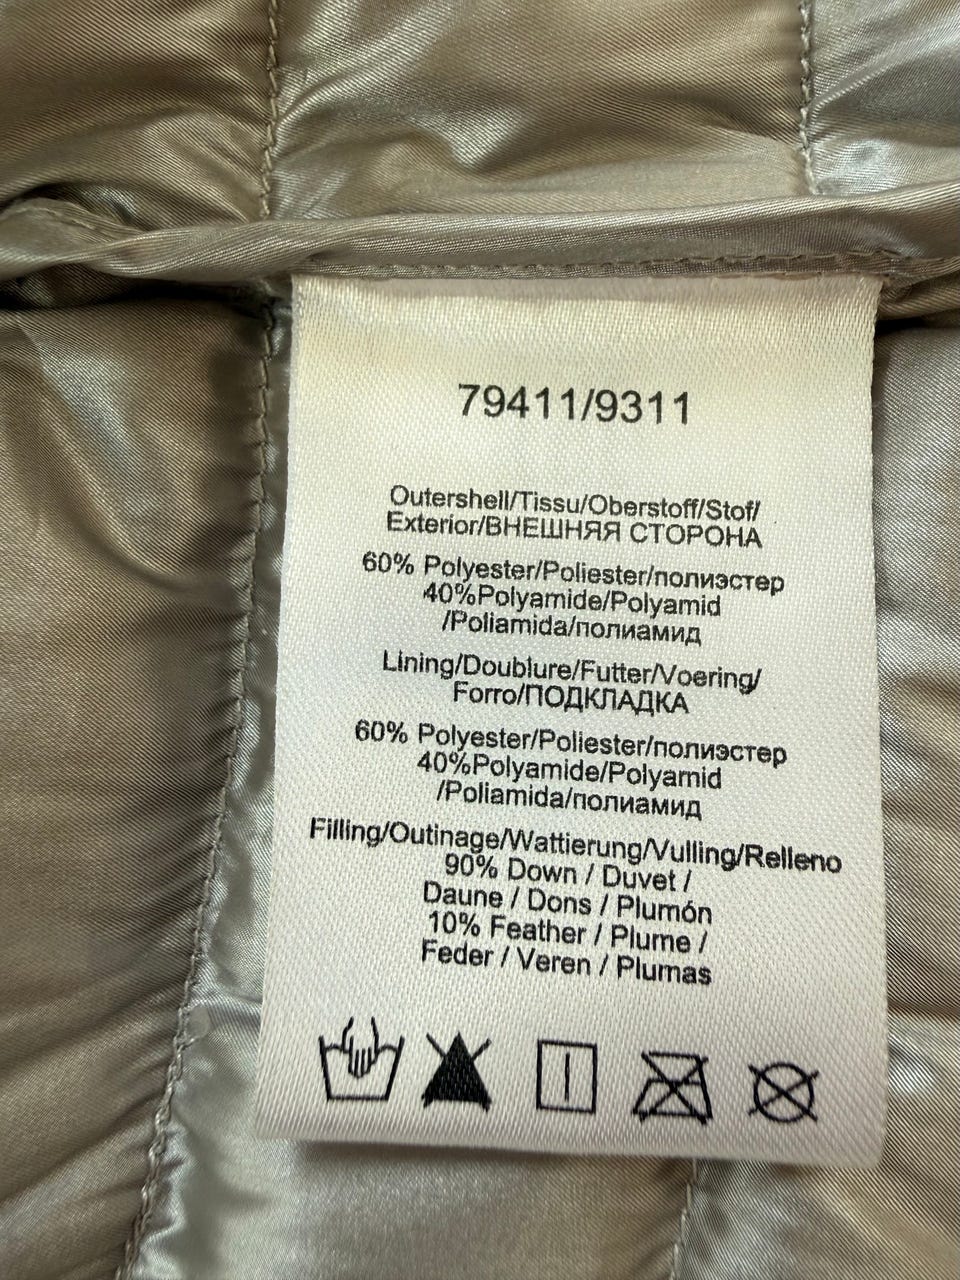 79411/9311
Outershell/Tissu/Oberstoff/Stof/
Exterior/ВНЕШНЯЯ СТОРОНА
60% Polyester/Poliester/полиэстер
40%Polyamide/Polyamid
/Poliamida/полиамид
Lining/Doublure/Futter/Voering/
Forro/ПОДКЛАДКА
60% Polyester/Poliester/полиэстер
40%Polyamide/Polyamid
/Poliamida/полиамид
Filling/Outinage/Wattierung/Vulling/Relleno
90% Down / Duvet /
Daune / Dons / Plumón
10% Feather / Plume /
Feder / Veren / Plumas